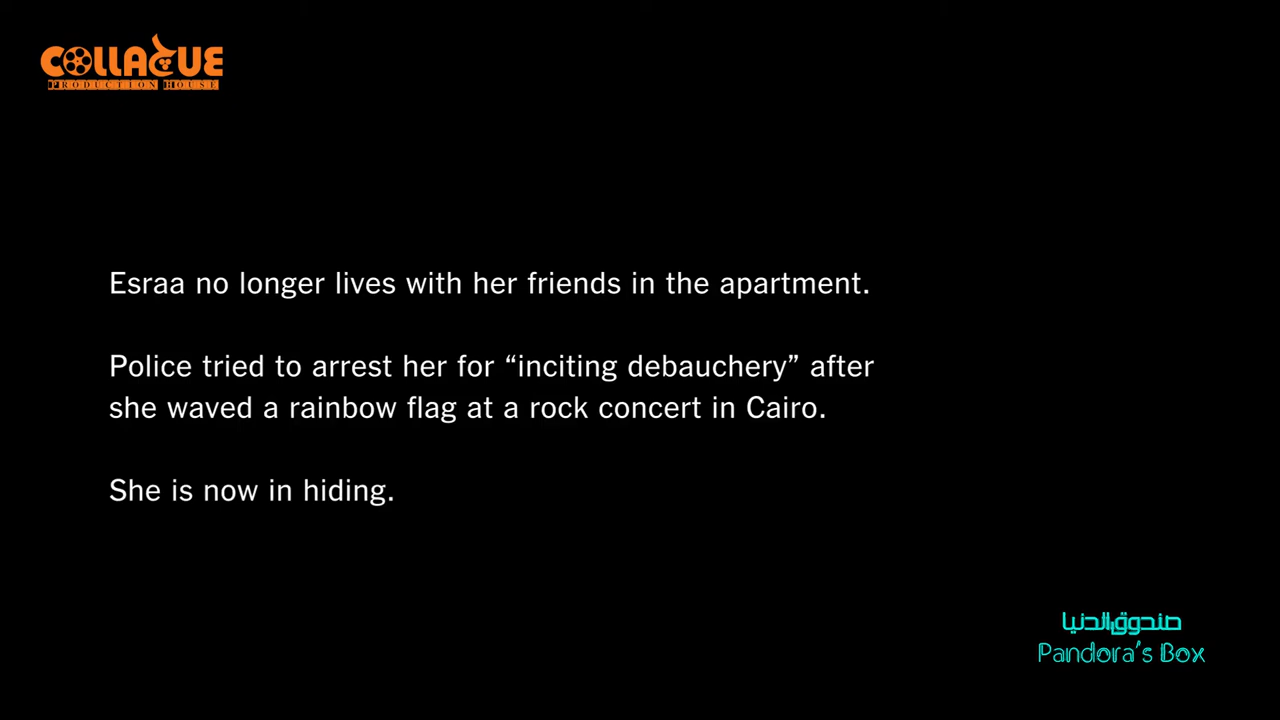 COLLAGUE
PRODUCTION HOUSE
Esraa no longer lives with her friends in the apartment.
Police tried to arrest her for “inciting debauchery” after
she waved a rainbow flag at a rock concert in Cairo.
She is now in hiding.
صندوق الدنيا
Pandora's Box